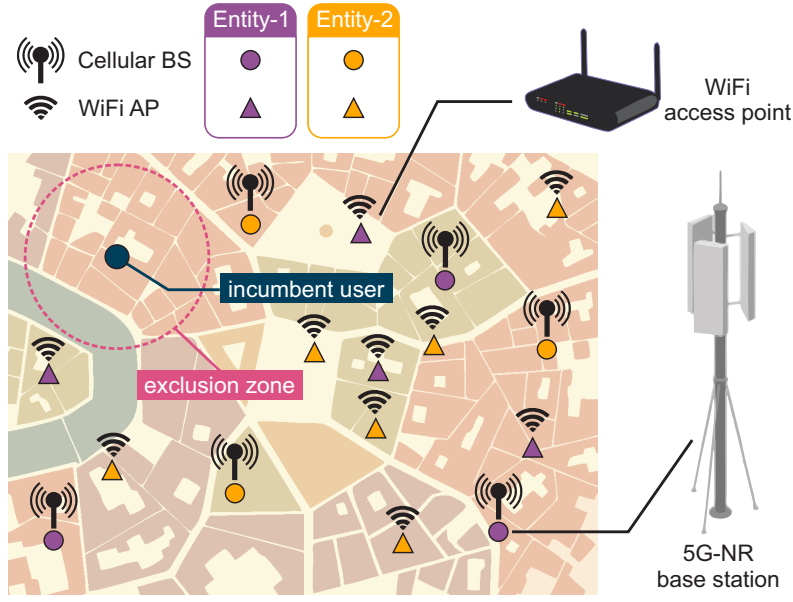 Entity-1
Entity-2
Cellular BS
WiFi AP
WiFi
access point
incumbent user
exclusion zone
5G-NR
base station